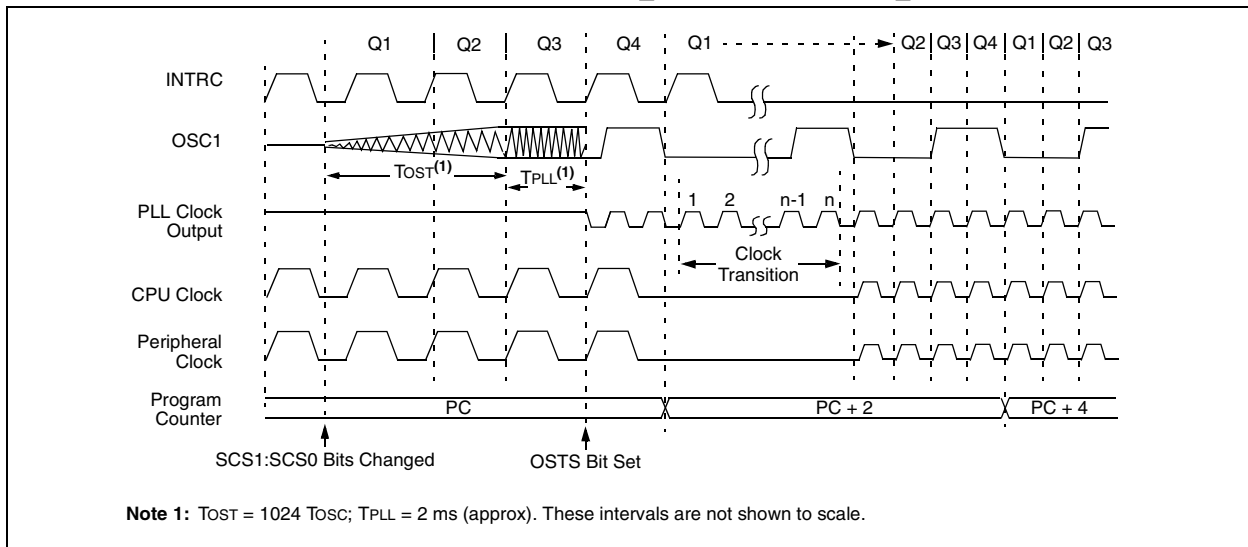 Q1 Q2 Q3 Q4 Q1 Q2 Q3 Q4 Q1 Q2 Q3
INTRC
OSC1
TOST(1) TPLL(1)
1 2 n-1 n
PLL Clock
Output
Clock
Transition
CPU Clock
Peripheral
Clock
Program
Counter
PC PC + 2 PC + 4
SCS1:SCS0 Bits Changed OSTS Bit Set
Note 1: TOST = 1024 TOSC; TPLL = 2 ms (approx). These intervals are not shown to scale.